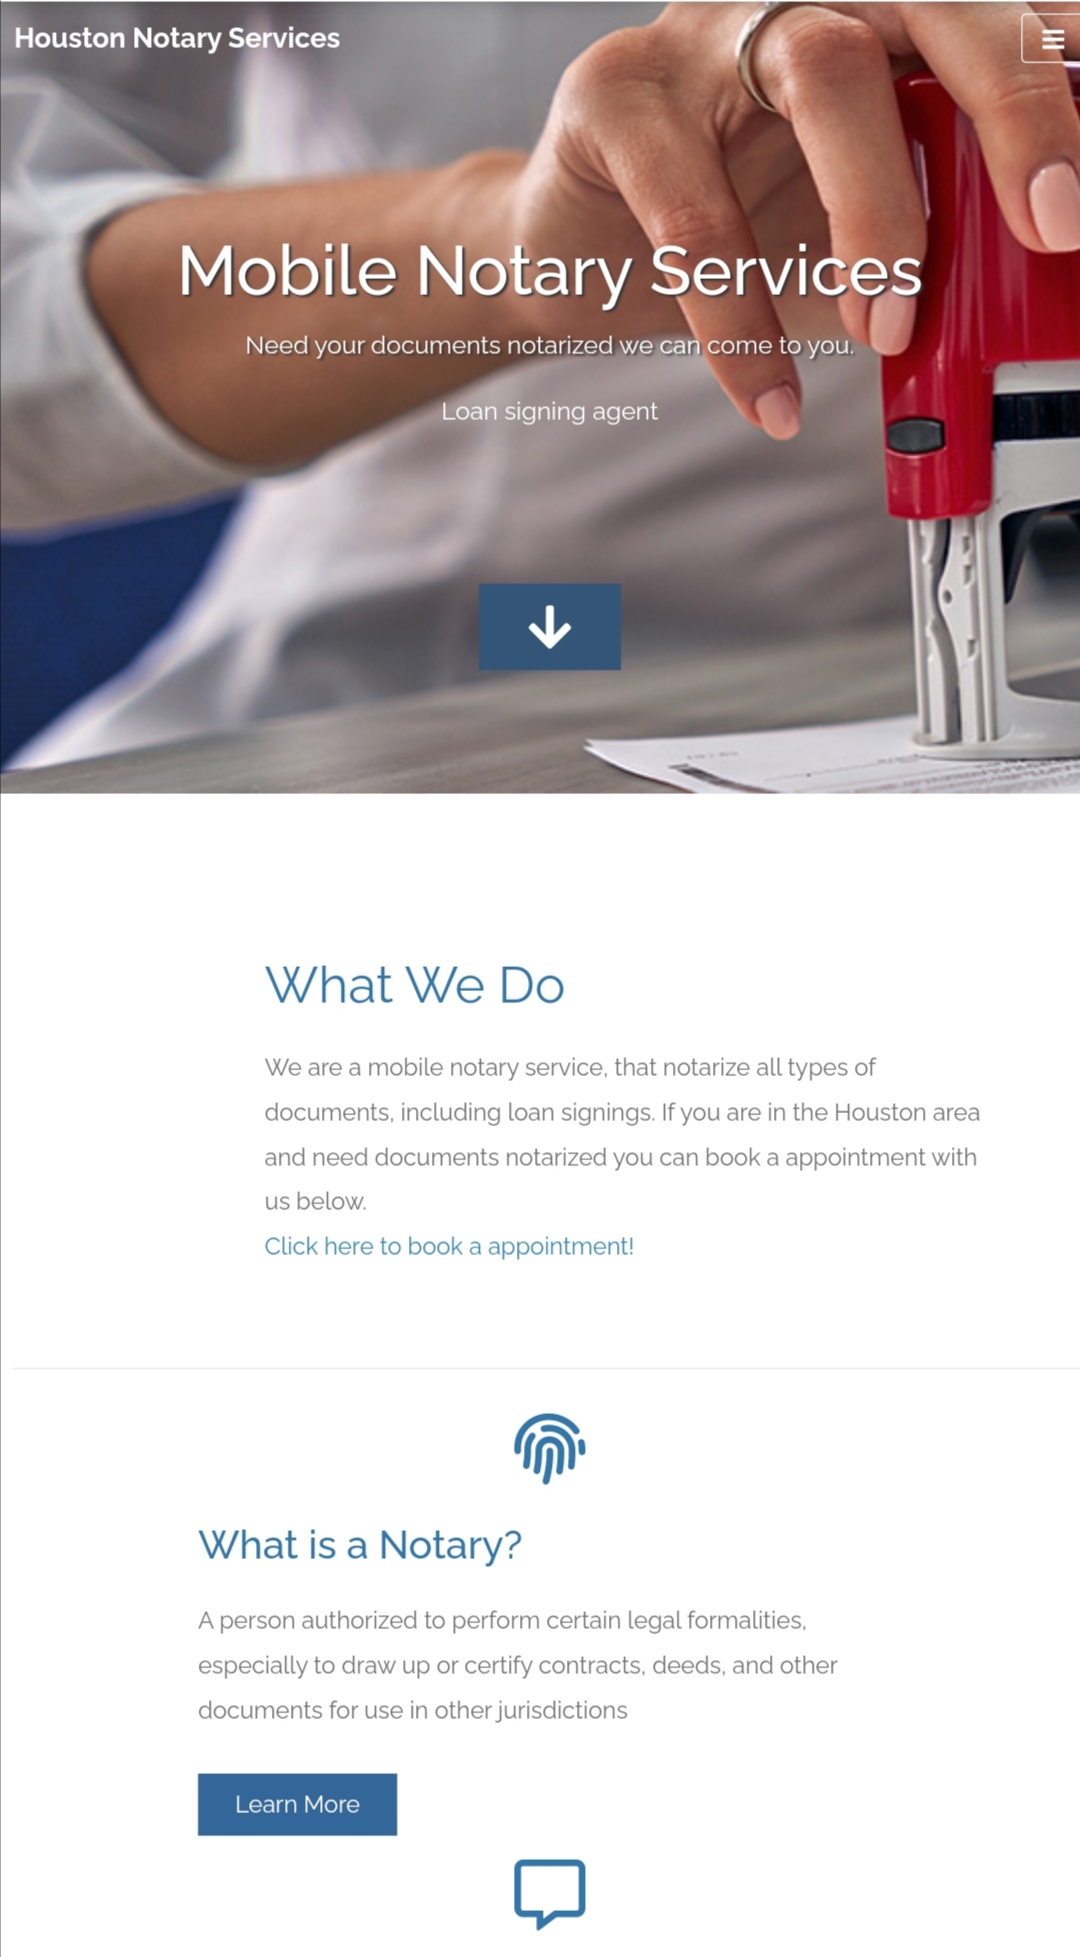 Houston Notary Services
Mobile Notary Services
Need your documents notarized we can come to you.
Loan signing agent
What We Do
We are a mobile notary service, that notarize all types of
documents, including loan signings. If you are in the Houston area
and need documents notarized you can book a appointment with
us below.
Click here to book a appointment!
What is a Notary?
A person authorized to perform certain legal formalities,
especially to draw up or certify contracts, deeds, and other
documents for use in other jurisdictions
Learn More